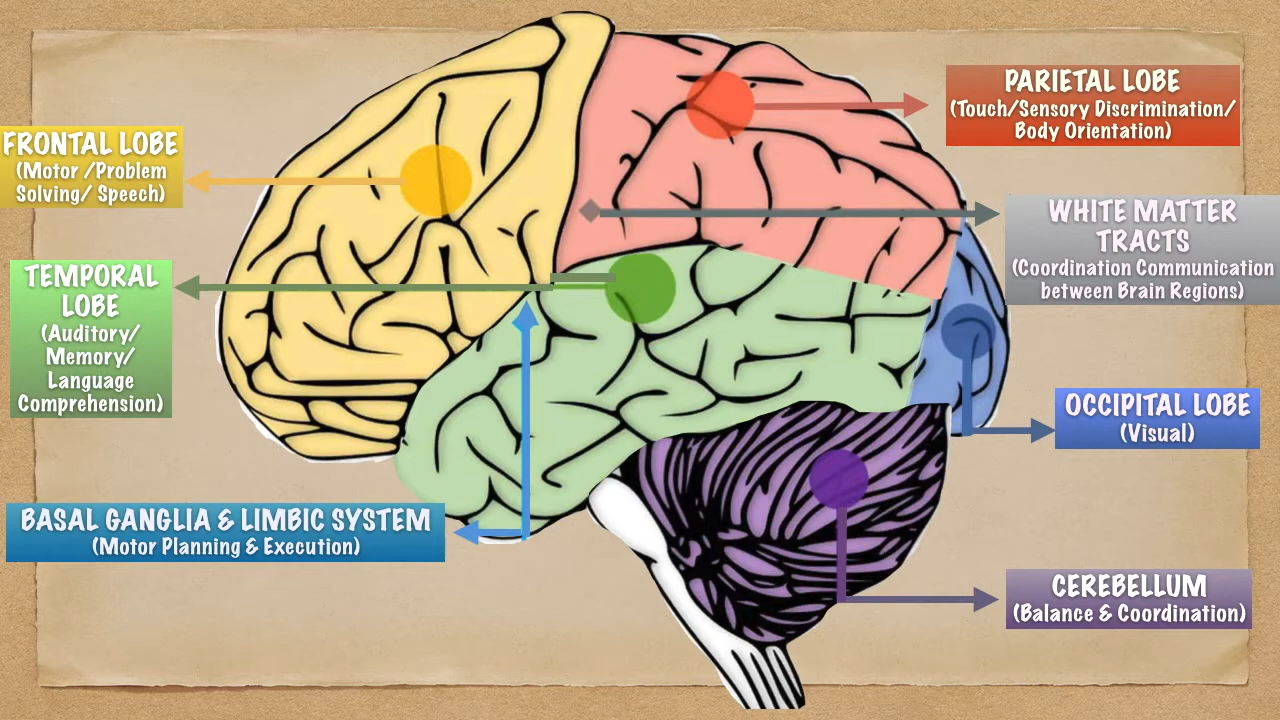 FRONTAL LOBE
(Motor /Problem
Solving/ Speech)
TEMPORAL
LOBE
(Auditory/
Memory/
Language
Comprehension)
BASAL GANGLIA & LIMBIC SYSTEM
(Motor Planning & Execution)
PARIETAL LOBE
(Touch/Sensory Discrimination/
Body Orientation)
WHITE MATTER
TRACTS
(Coordination Communication
between Brain Regions)
OCCIPITAL LOBE
(Visual)
CEREBELLUM
(Balance & Coordination)